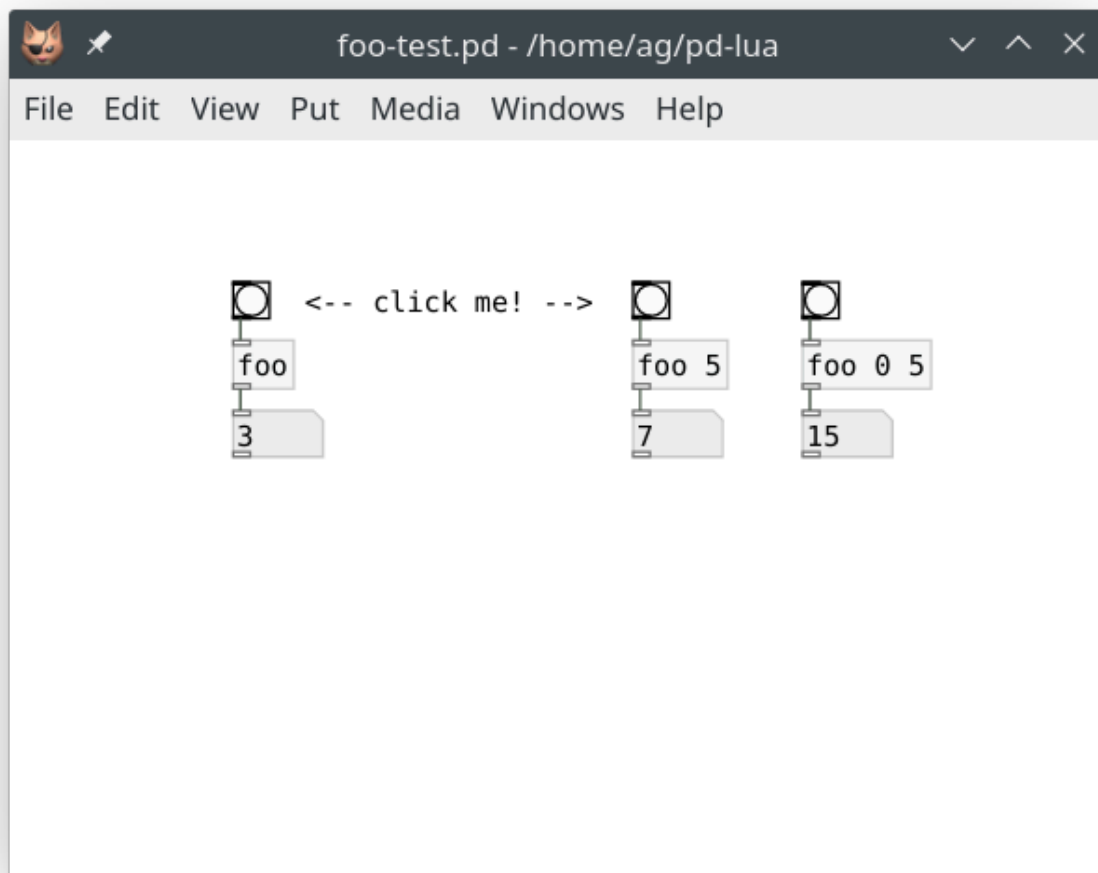 foo-test.pd - /home/ag/pd-lua
File Edit View Put Media Windows Help
<-- click me! -->
foo foo 5 foo 0 5
3 7 15